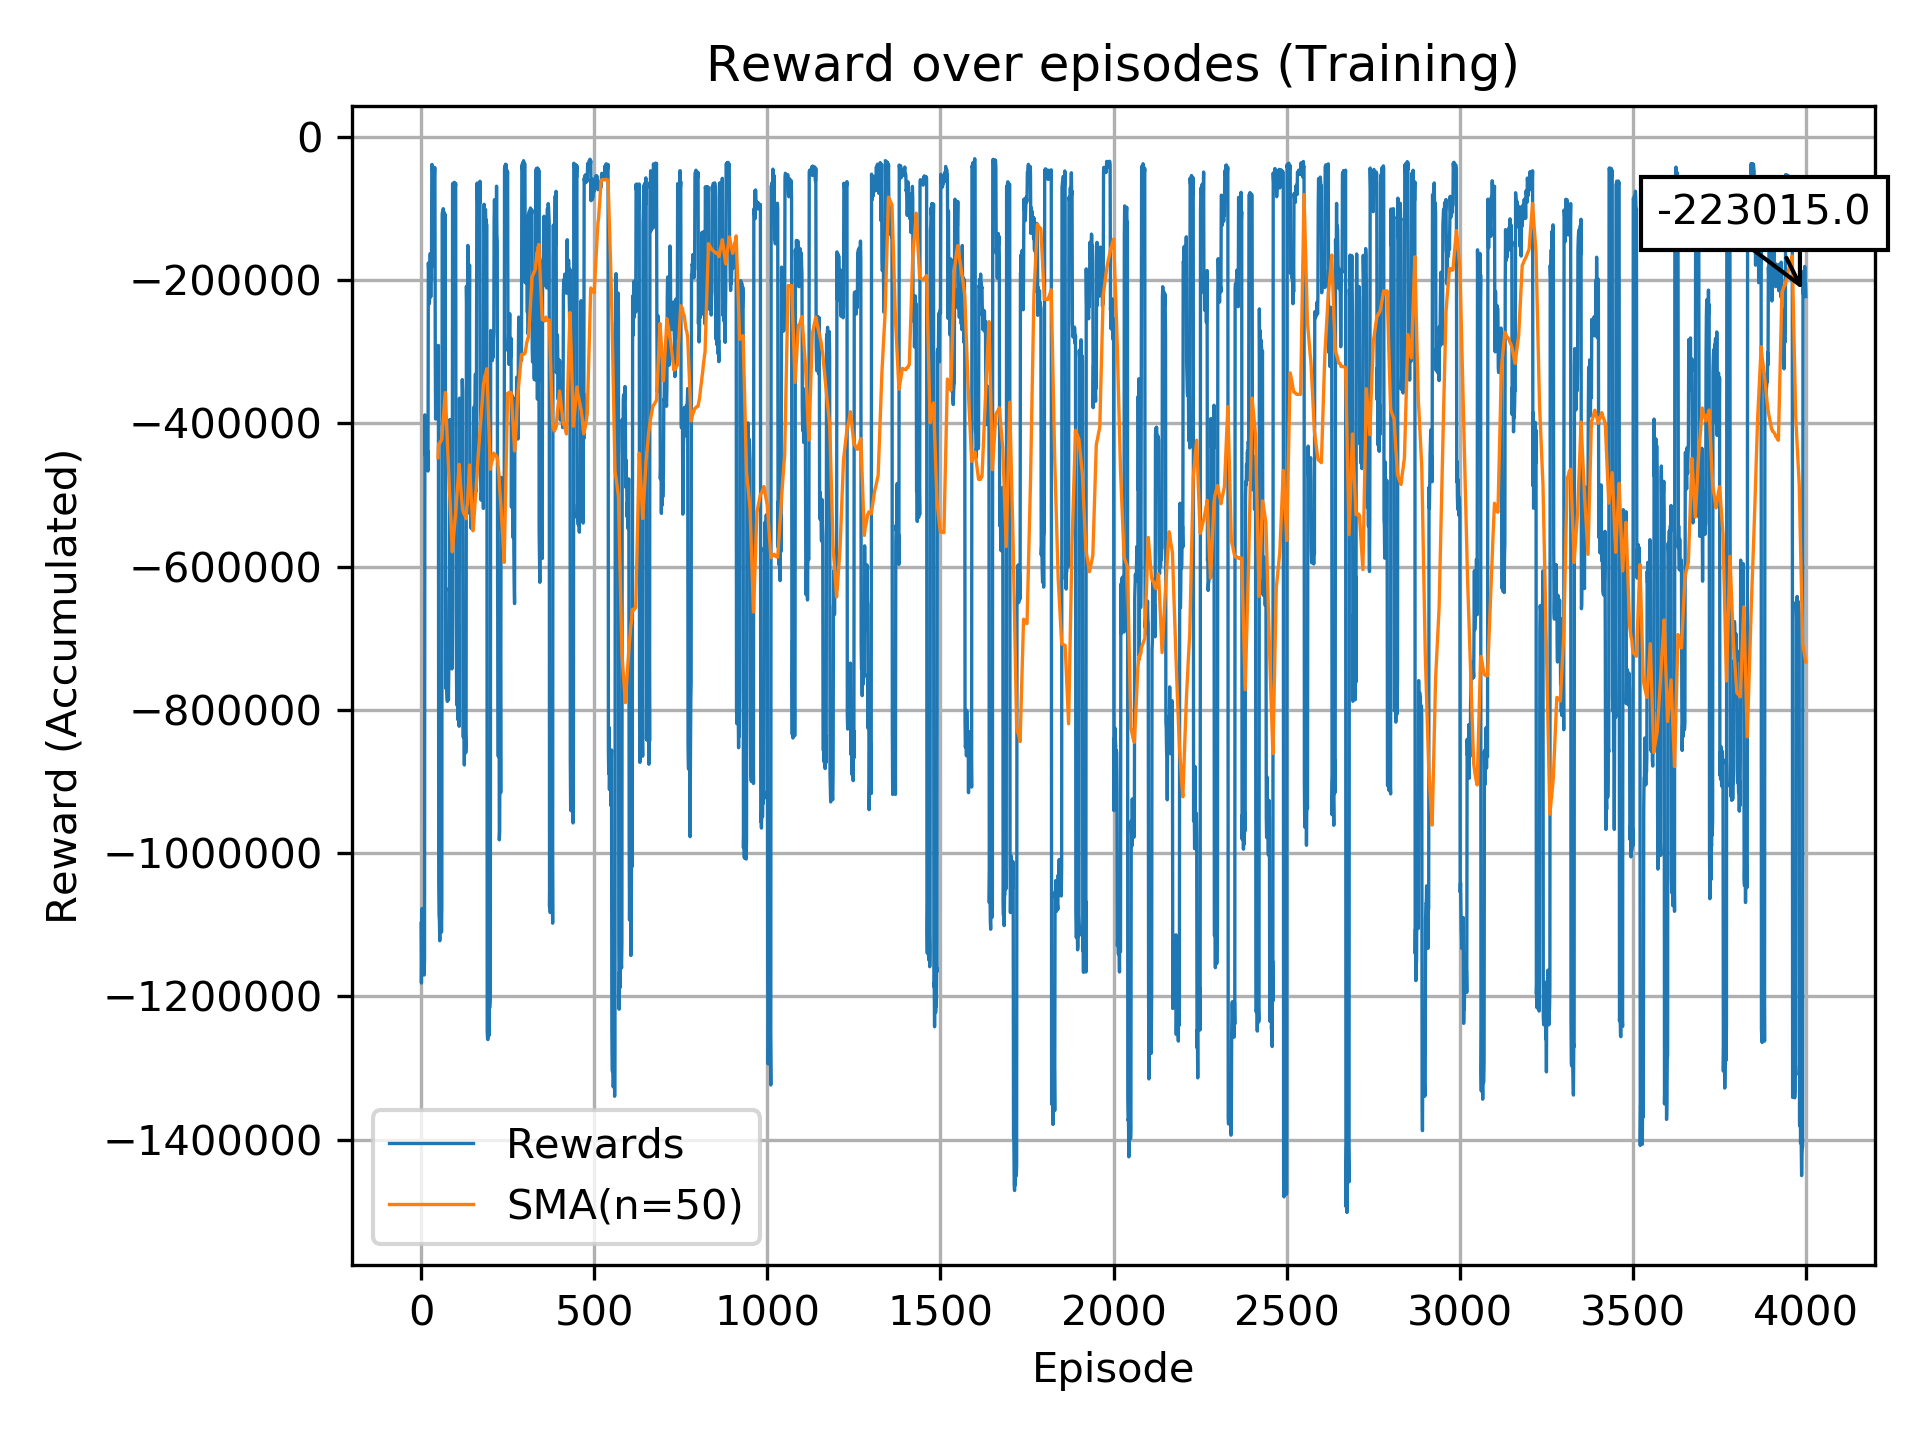 Reward over episodes (Training)
-223015.0
0
−200000
−400000
−600000
−800000
−1000000
−1200000
−1400000
Reward (Accumulated)
Rewards
SMA(n=50)
0 500 1000 1500 2000 2500 3000 3500 4000
Episode